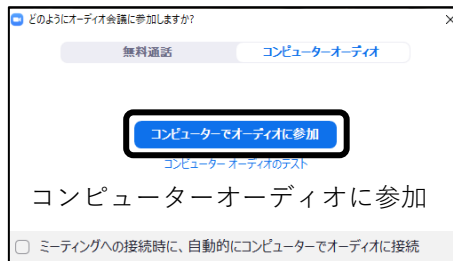 どのようにオーディオ会議に参加しますか?
無料通話 コンピューターオーディオ
コンピューターでオーディオに参加
コンピューター オーディオのテスト
コンピューターオーディオに参加
ミーティングへの接続時に、自動的にコンピューターでオーディオに接続